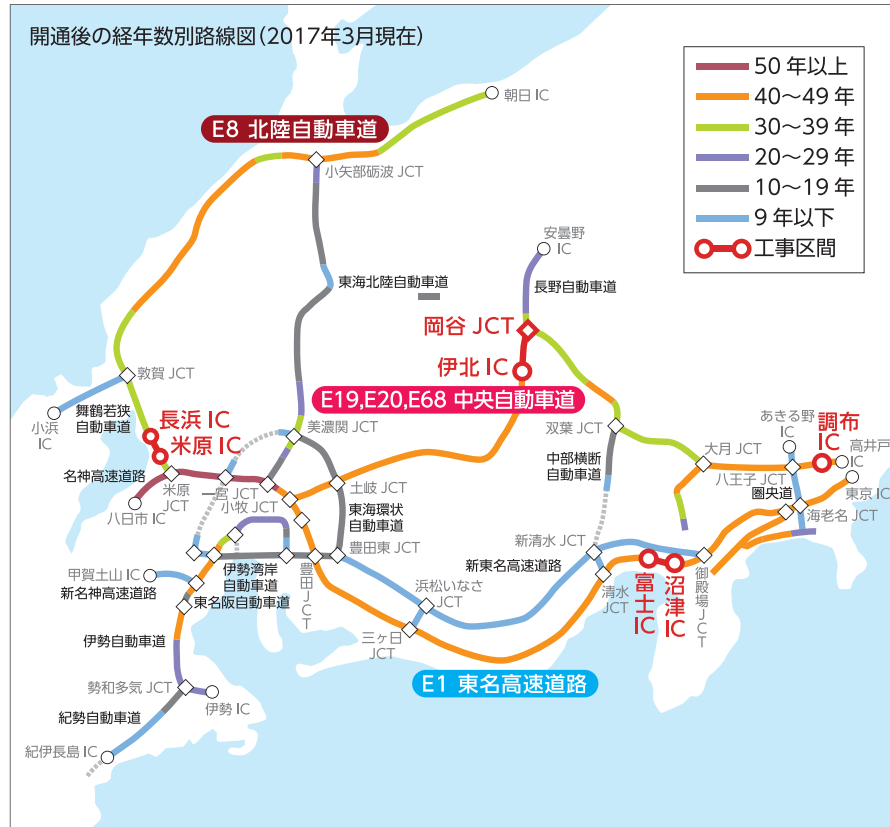 開通後の経年数別路線図(2017年3月現在)
50年以上
40〜49年
30〜39年
20〜29年
10〜19年
9年以下
工事区間
朝日 IC
E8 北陸自動車道
小矢部砺波 JCT
安曇野
IC
東海北陸自動車道
長野自動車道
岡谷 JCT
伊北 IC
敦賀 JCT
E19,E20,E68 中央自動車道
舞鶴若狭
自動車道
小浜
IC
長浜 IC
米原 IC
美濃関 JCT
双葉 JCT
あきる野
IC
調布
IC
高井戸
IC
大月 JCT
八王子 JCT
東京 IC
中部横断
自動車道
圏央道
海老名 JCT
名神高速道路
米原
JCT
一宮 JCT
小牧 JCT
土岐 JCT
八日市 IC
東海環状
自動車道
豊田東 JCT
新清水 JCT
新東名高速道路
甲賀土山 IC
新名神高速道路
伊勢湾岸
自動車道
東名阪自動車道
豊田JCT
浜松いなさ
JCT
清水
JCT
富士IC
沼津IC
御殿場JCT
三ヶ日
JCT
伊勢自動車道
E1 東名高速道路
勢和多気 JCT
伊勢 IC
紀勢自動車道
紀伊長島 IC